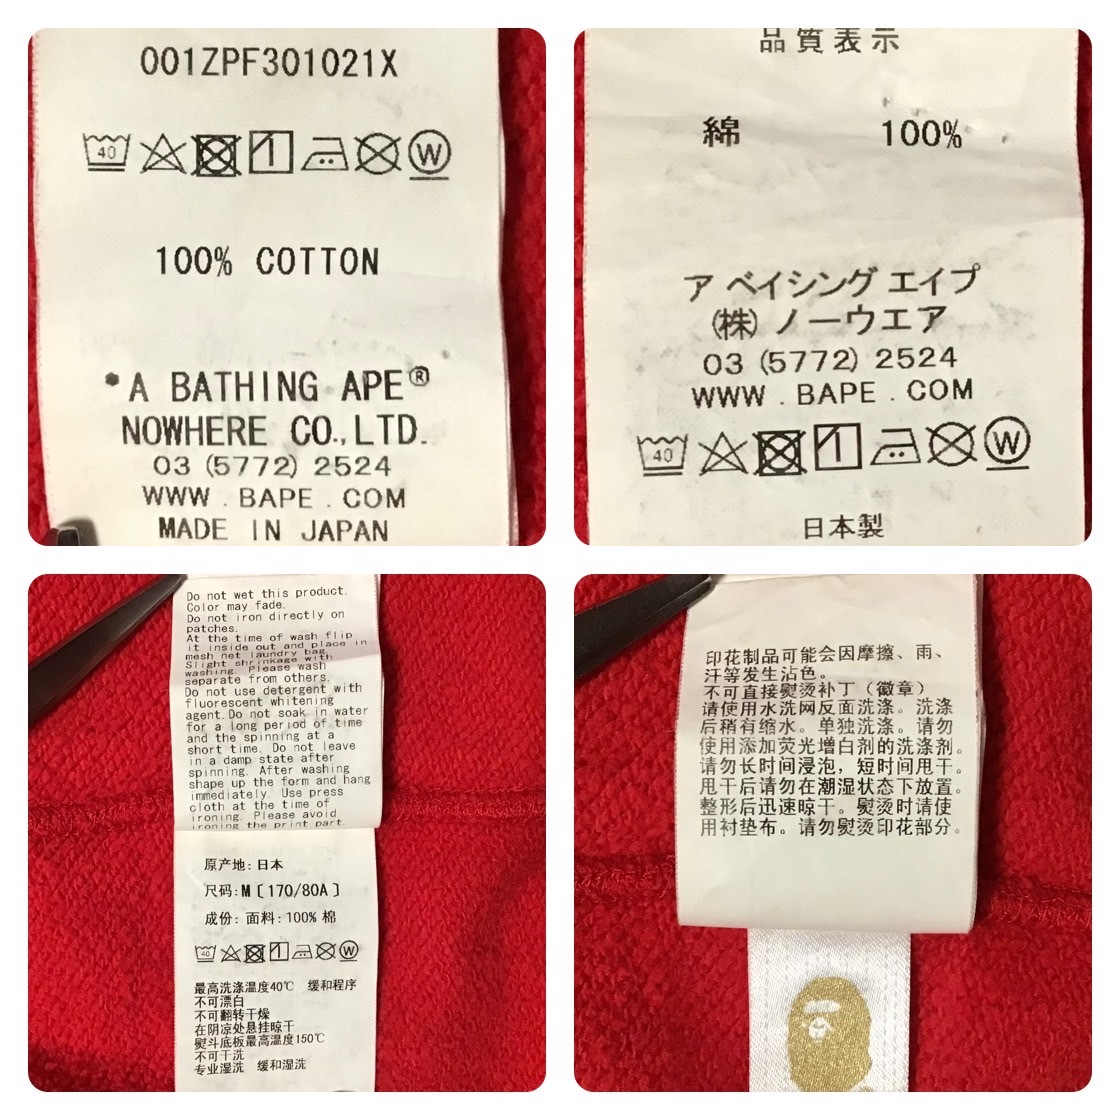 001ZPF301021X
40
W
100% COTTON
*A BATHING APE®
NOWHERE CO.,LTD.
03 (5772) 2524
WWW . BAPE . COM
MADE IN JAPAN
品質表示
綿 100%
ア ベイシング エイプ
(株) ノーウエア
03 (5772) 2524
WWW . BAPE . COM
40
W
日本製
Do not wet this product.
Color may fade.
Do not iron directly on
patches.
At the time of wash flip
it inside out and place in
mesh net laundry bag.
Slight shrinkage with
washing. Please wash
separate from others.
Do not use detergent with
fluorescent whitening
agent. Do not soak in water
for a long period of time
and the spinning at a
short time. Do not leave
in a damp state after
spinning. After washing
shape up the form and hang
immediately. Use press
cloth at the time of
ironing. Please avoid
ironing the print part.
原产地: 日本
尺码: M [170/80A]
成份: 面料: 100% 棉
40
W
最高洗涤温度40℃ 缓和程序
不可漂白
不可翻转干燥
在阴凉处悬挂晾干
熨斗底板最高温度150℃
不可干洗
专业湿洗 缓和湿洗
印花制品可能会因摩擦、雨、
汗等发生沾色。
不可直接熨烫补丁（徽章）
请使用水洗网反面洗涤。洗涤
后稍有缩水。单独洗涤。请勿
使用添加荧光增白剂的洗涤剂。
请勿长时间浸泡，短时间甩干。
甩干后请勿在潮湿状态下放置。
整形后迅速晾干。熨烫时请使
用衬垫布。请勿熨烫印花部分。